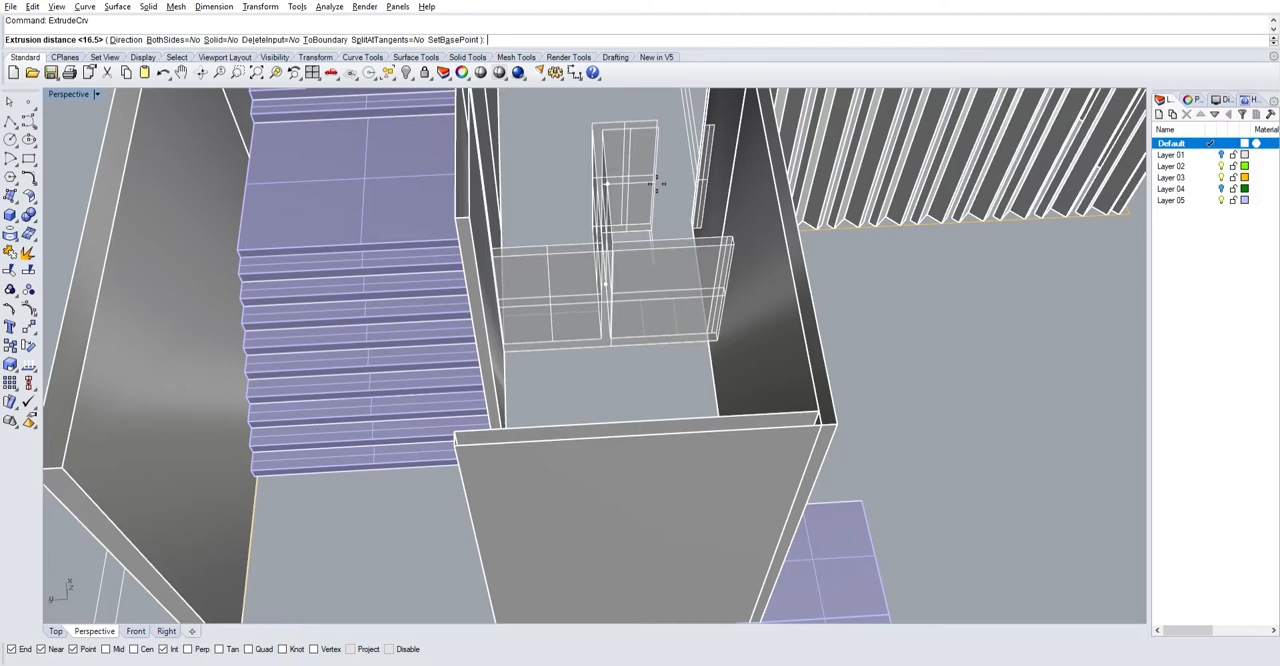 File Edit View Curve Surface Solid Mesh Dimension Transform Tools Analyze Render Panels Help
Command: ExtrudeCrv
Extrusion distance <16.5> ( Direction BothSides=No Solid=No DeleteInput=No ToBoundary SplitAtTangents=No SetBasePoint ):
Standard CPlanes Set View Display Select Viewport Layout Visibility Transform Curve Tools Surface Tools Solid Tools Mesh Tools Render Tools Drafting New in V5
Perspective
L... P... Di... H...
Name Material
Default
Layer 01
Layer 02
Layer 03
Layer 04
Layer 05
z x
y
Top Perspective Front Right
End Near Point Mid Cen Int Perp Tan Quad Knot Vertex Project Disable